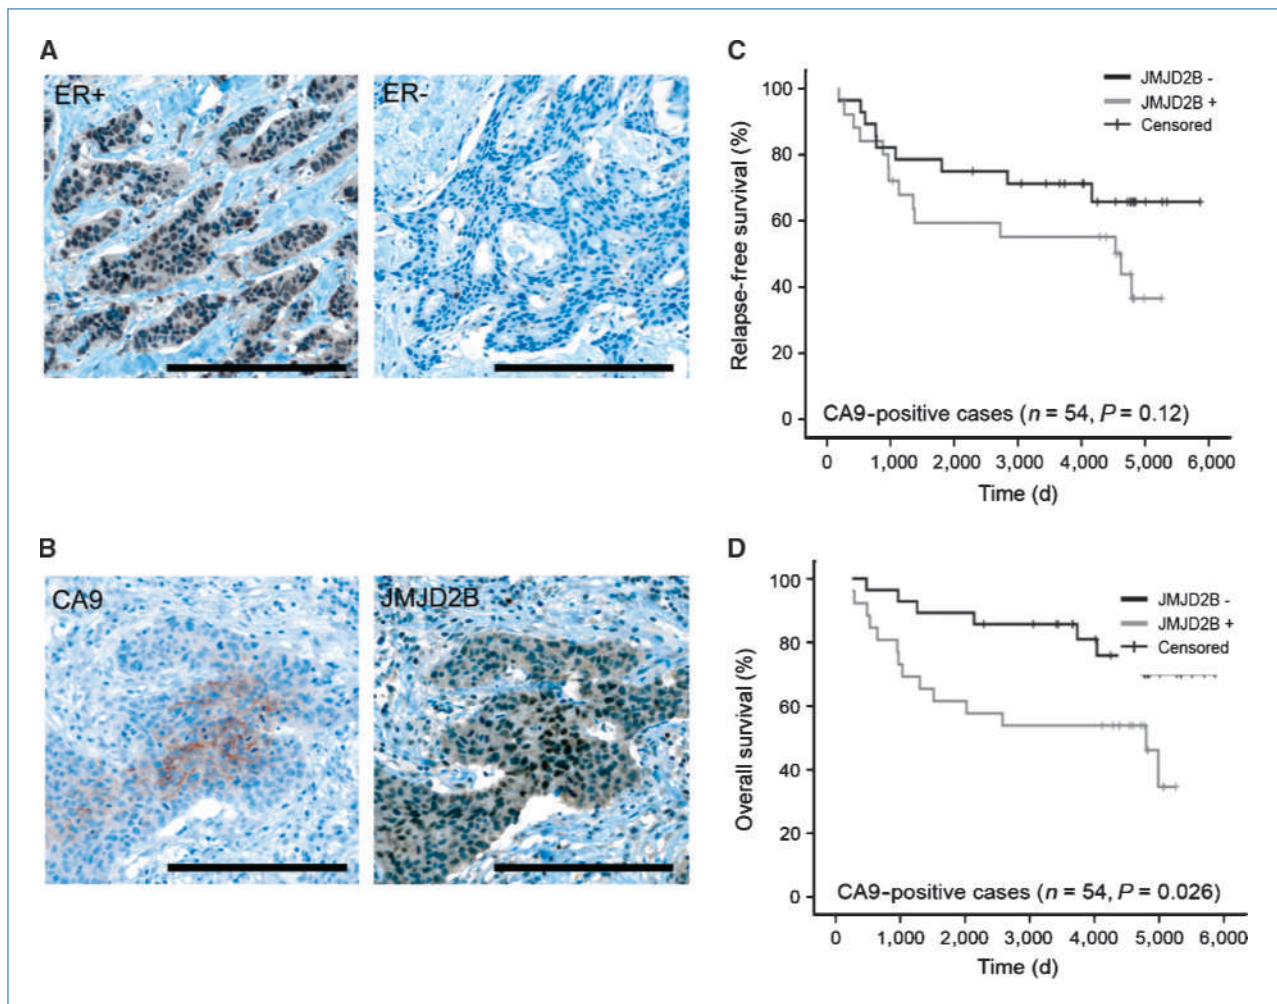 A
ER+
ER-
B
CA9
JMJD2B
C
JMJD2B -
JMJD2B +
Censored
Relapse-free survival (%)
100
80
60
40
20
0
CA9-positive cases (n = 54, P = 0.12)
0 1,000 2,000 3,000 4,000 5,000 6,000
Time (d)
D
JMJD2B -
JMJD2B +
Censored
Overall survival (%)
100
80
60
40
20
0
CA9-positive cases (n = 54, P = 0.026)
0 1,000 2,000 3,000 4,000 5,000 6,000
Time (d)